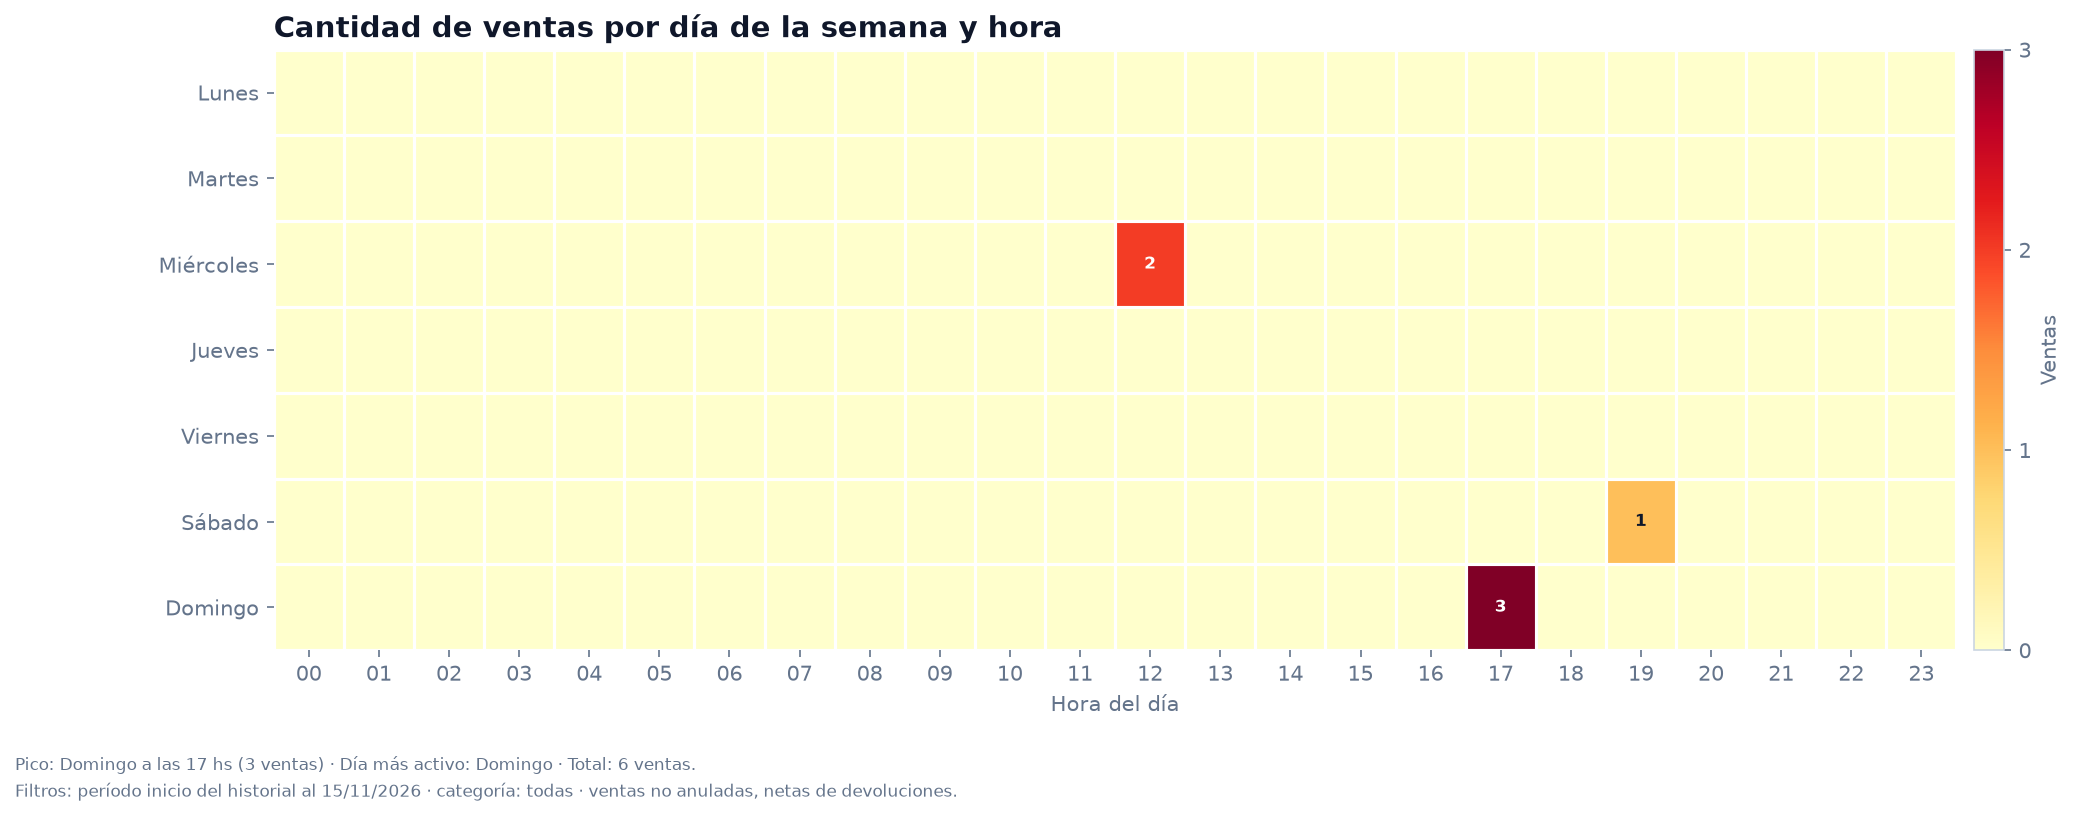 Cantidad de ventas por día de la semana y hora
Lunes
Martes
Miércoles
Jueves
Viernes
Sábado
Domingo
2
1
3
00 01 02 03 04 05 06 07 08 09 10 11 12 13 14 15 16 17 18 19 20 21 22 23
Hora del día
3
2
1
0
Ventas
Pico: Domingo a las 17 hs (3 ventas) · Día más activo: Domingo · Total: 6 ventas.
Filtros: período inicio del historial al 15/11/2026 · categoría: todas · ventas no anuladas, netas de devoluciones.